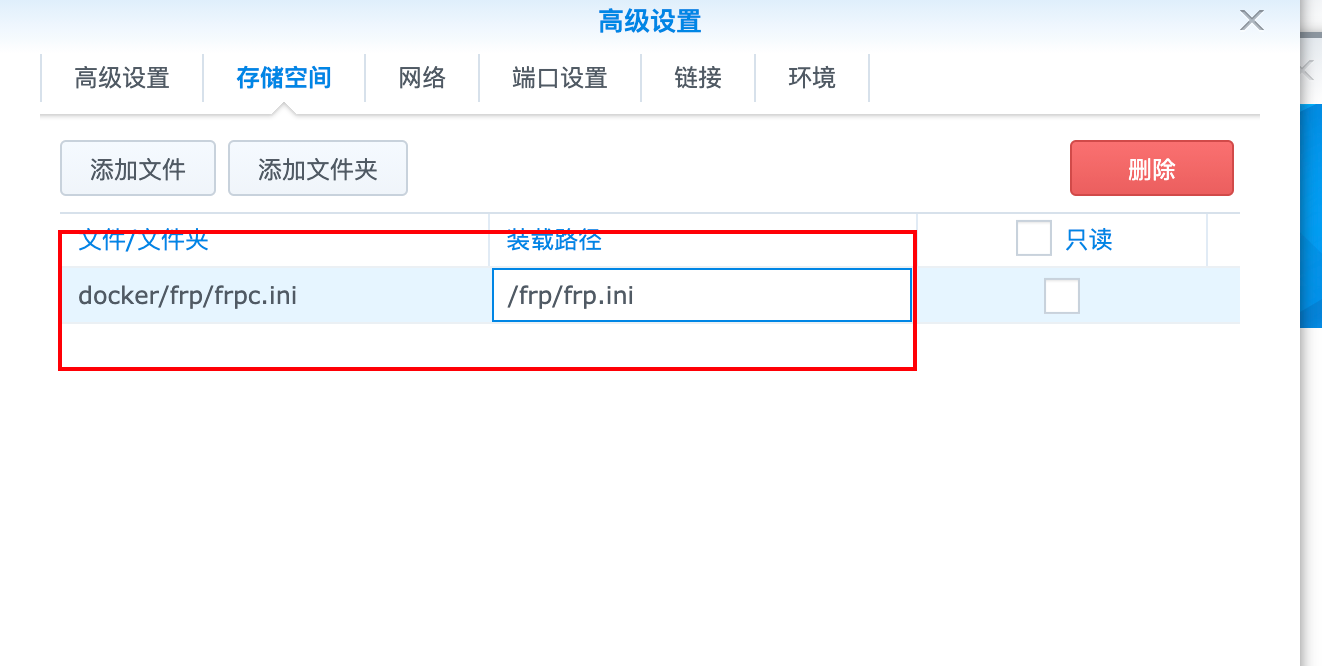 高级设置
高级设置 存储空间 网络 端口设置 链接 环境
添加文件 添加文件夹 删除
文件/文件夹 装载路径 只读
docker/frp/frpc.ini /frp/frp.ini